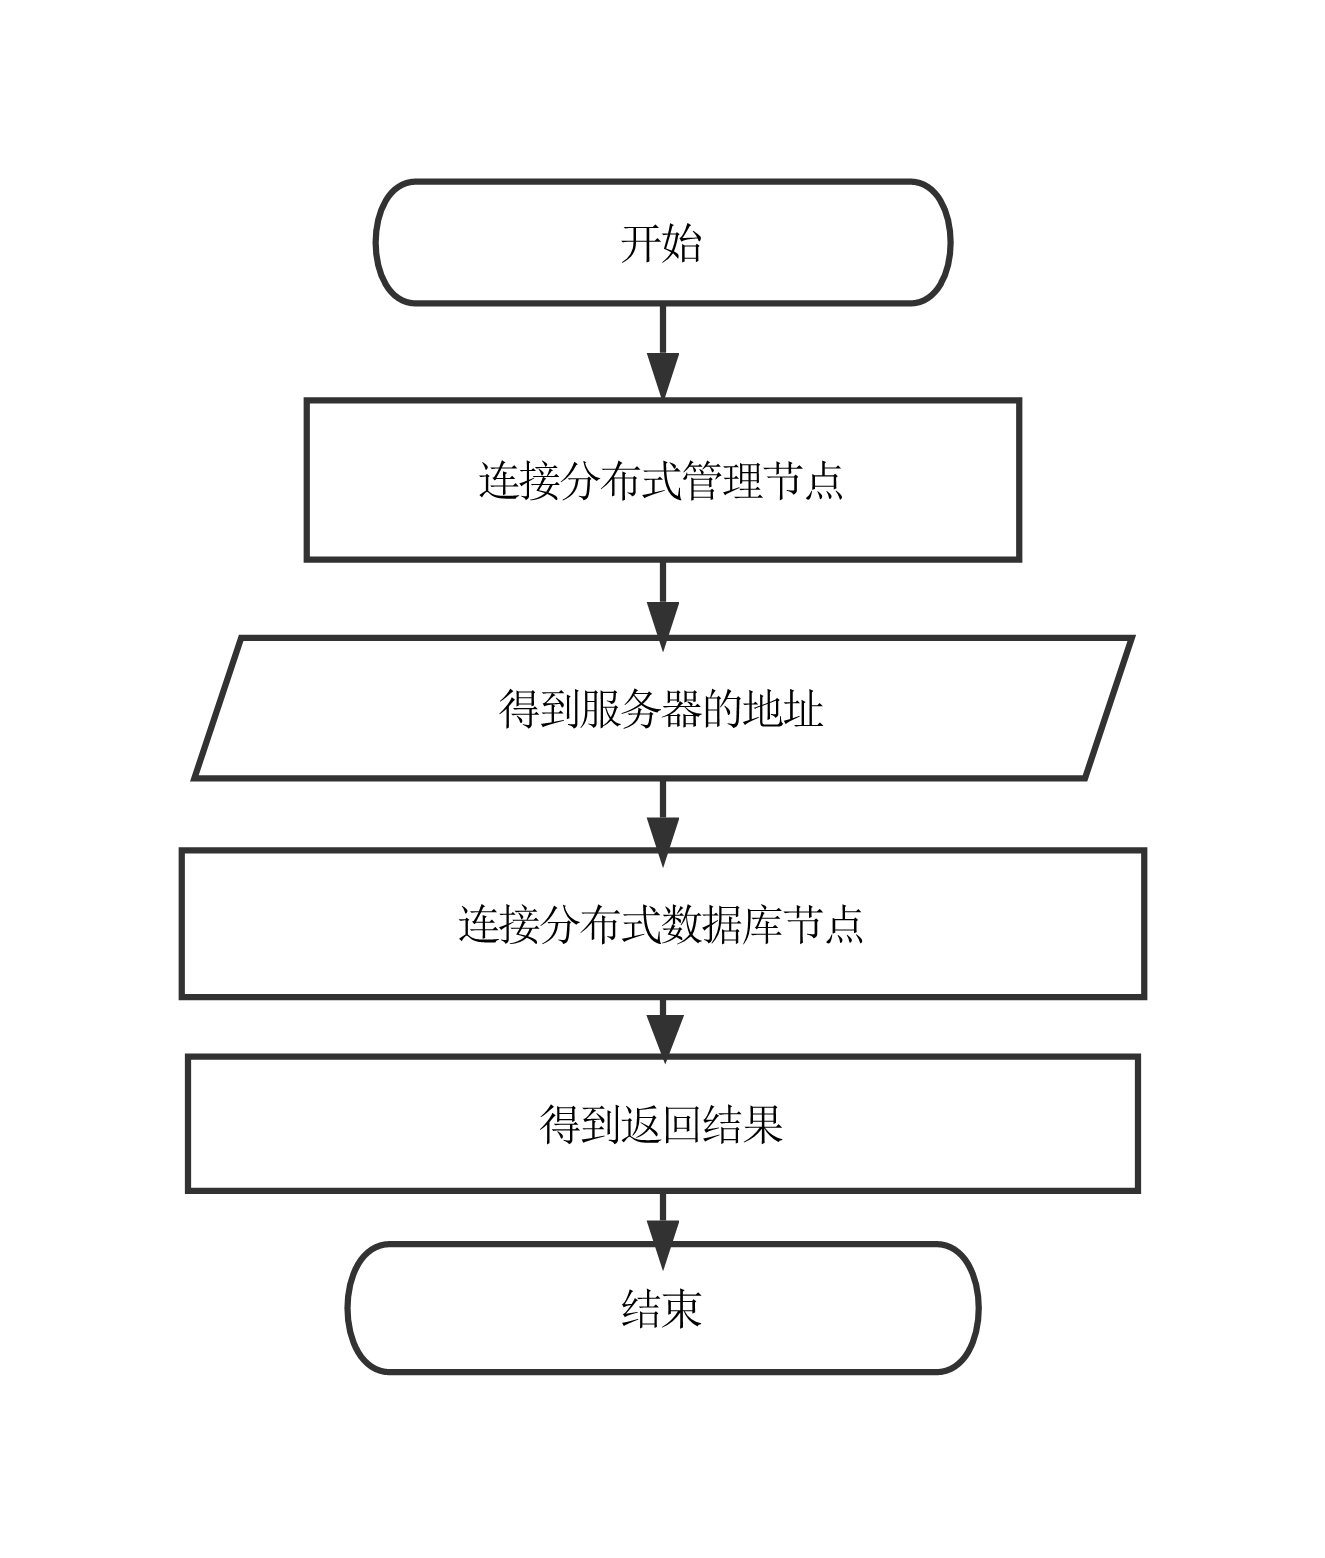 开始
连接分布式管理节点
得到服务器的地址
连接分布式数据库节点
得到返回结果
结束